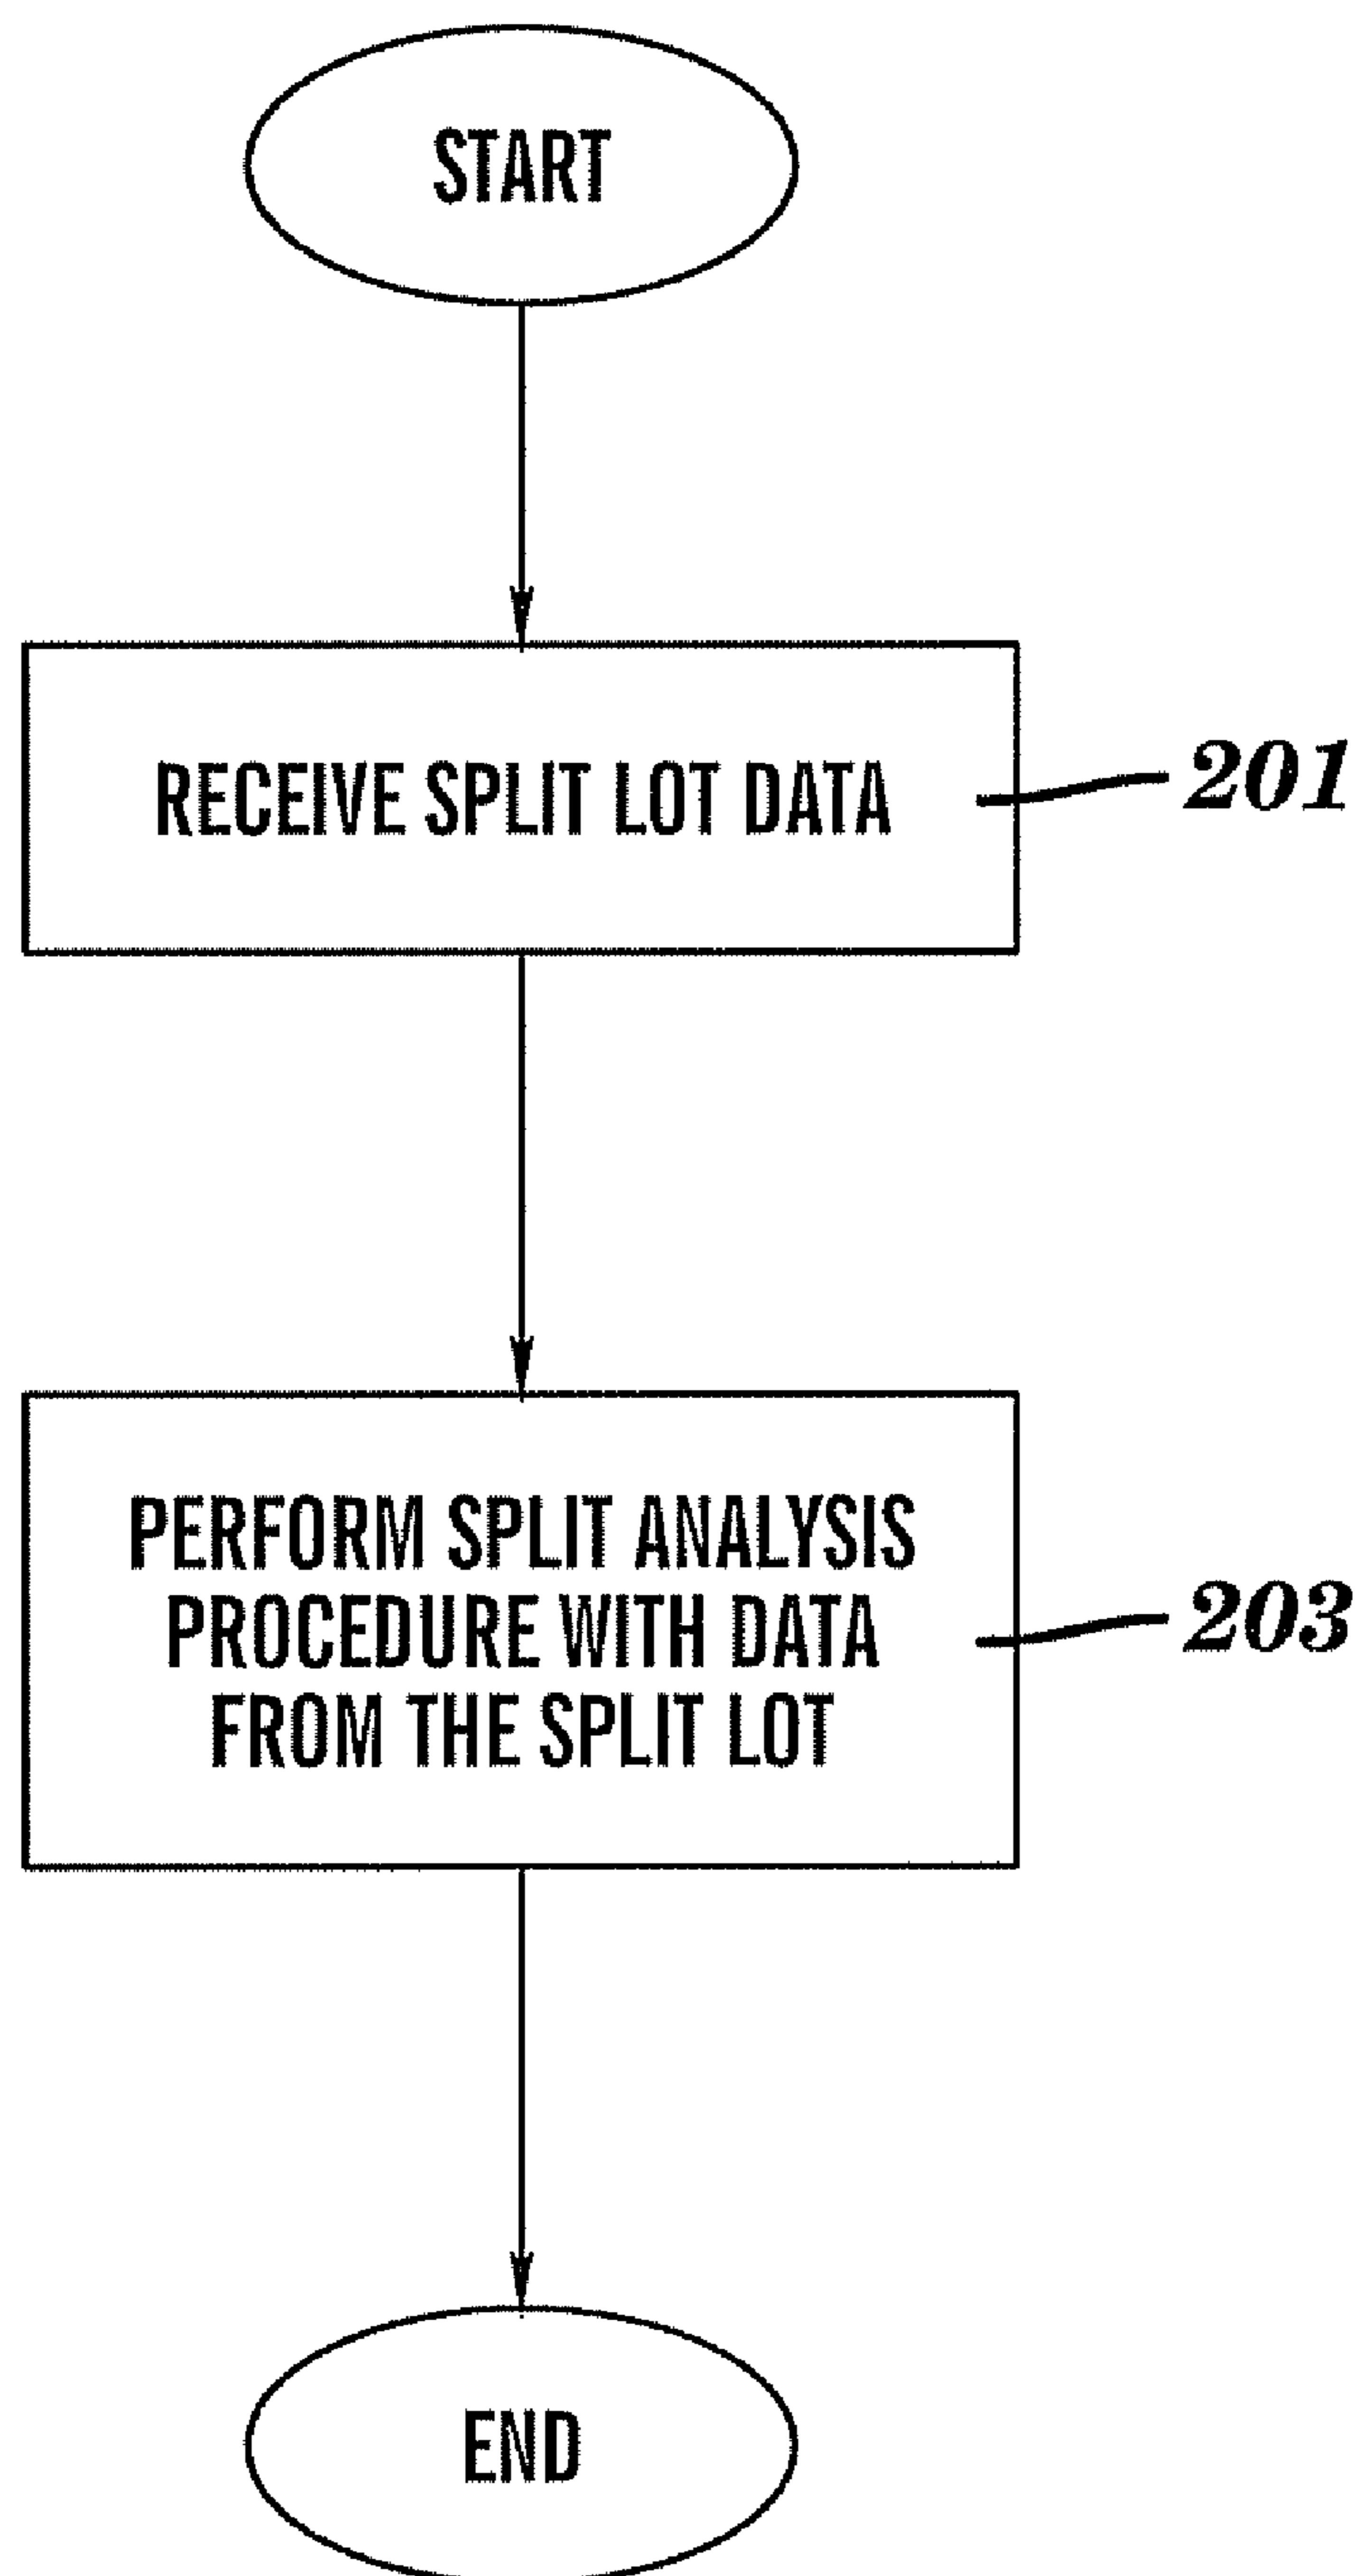 START
RECEIVE SPLIT LOT DATA
201
PERFORM SPLIT ANALYSIS
PROCEDURE WITH DATA
FROM THE SPLIT LOT
203
END